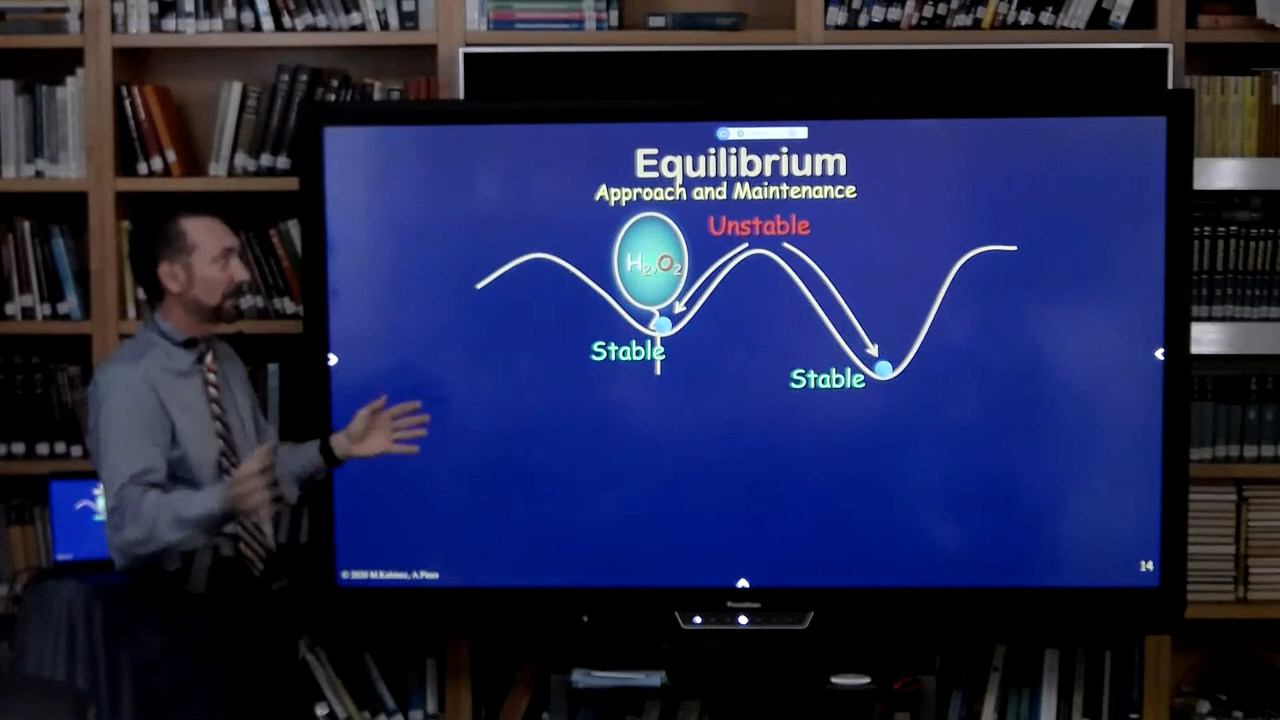 Equilibrium
Approach and Maintenance
Unstable
H₂,O₂
Stable
Stable
14